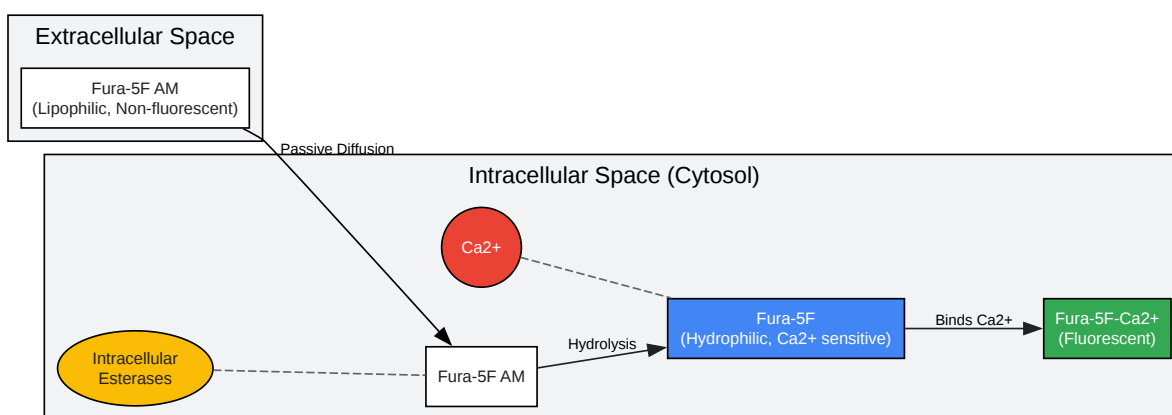 Extracellular Space
Fura-5F AM
(Lipophilic, Non-fluorescent)
Passive Diffusion
Intracellular Space (Cytosol)
Ca2+
Fura-5F
(Hydrophilic, Ca2+ sensitive)
Binds Ca2+
Fura-5F-Ca2+
(Fluorescent)
Hydrolysis
Intracellular
Esterases
Fura-5F AM